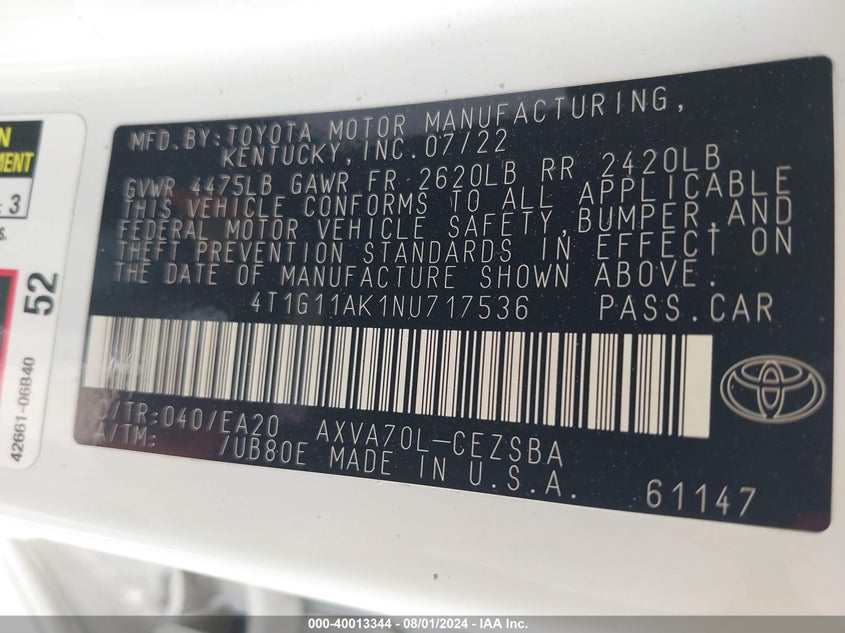 MFD.BY:TOYOTA MOTOR MANUFACTURING,
KENTUCKY,INC. 07/22
GVWR 4475LB GAWR FR 2620LB RR 2420LB
THIS VEHICLE CONFORMS TO ALL APPLICABLE
FEDERAL MOTOR VEHICLE SAFETY,BUMPER,AND
THEFT PREVENTION STANDARDS IN EFFECT ON
THE DATE OF MANUFACTURE SHOWN ABOVE.
4T1G11AK1NU717536 PASS.CAR
C/TR:040/EA20 AXVA70L-CEZSBA
A/TM: /UB80E MADE IN U.S.A.
61147
3
52
42661-06B40
000-40013344 // 08/01/2024 // IAA Inc.